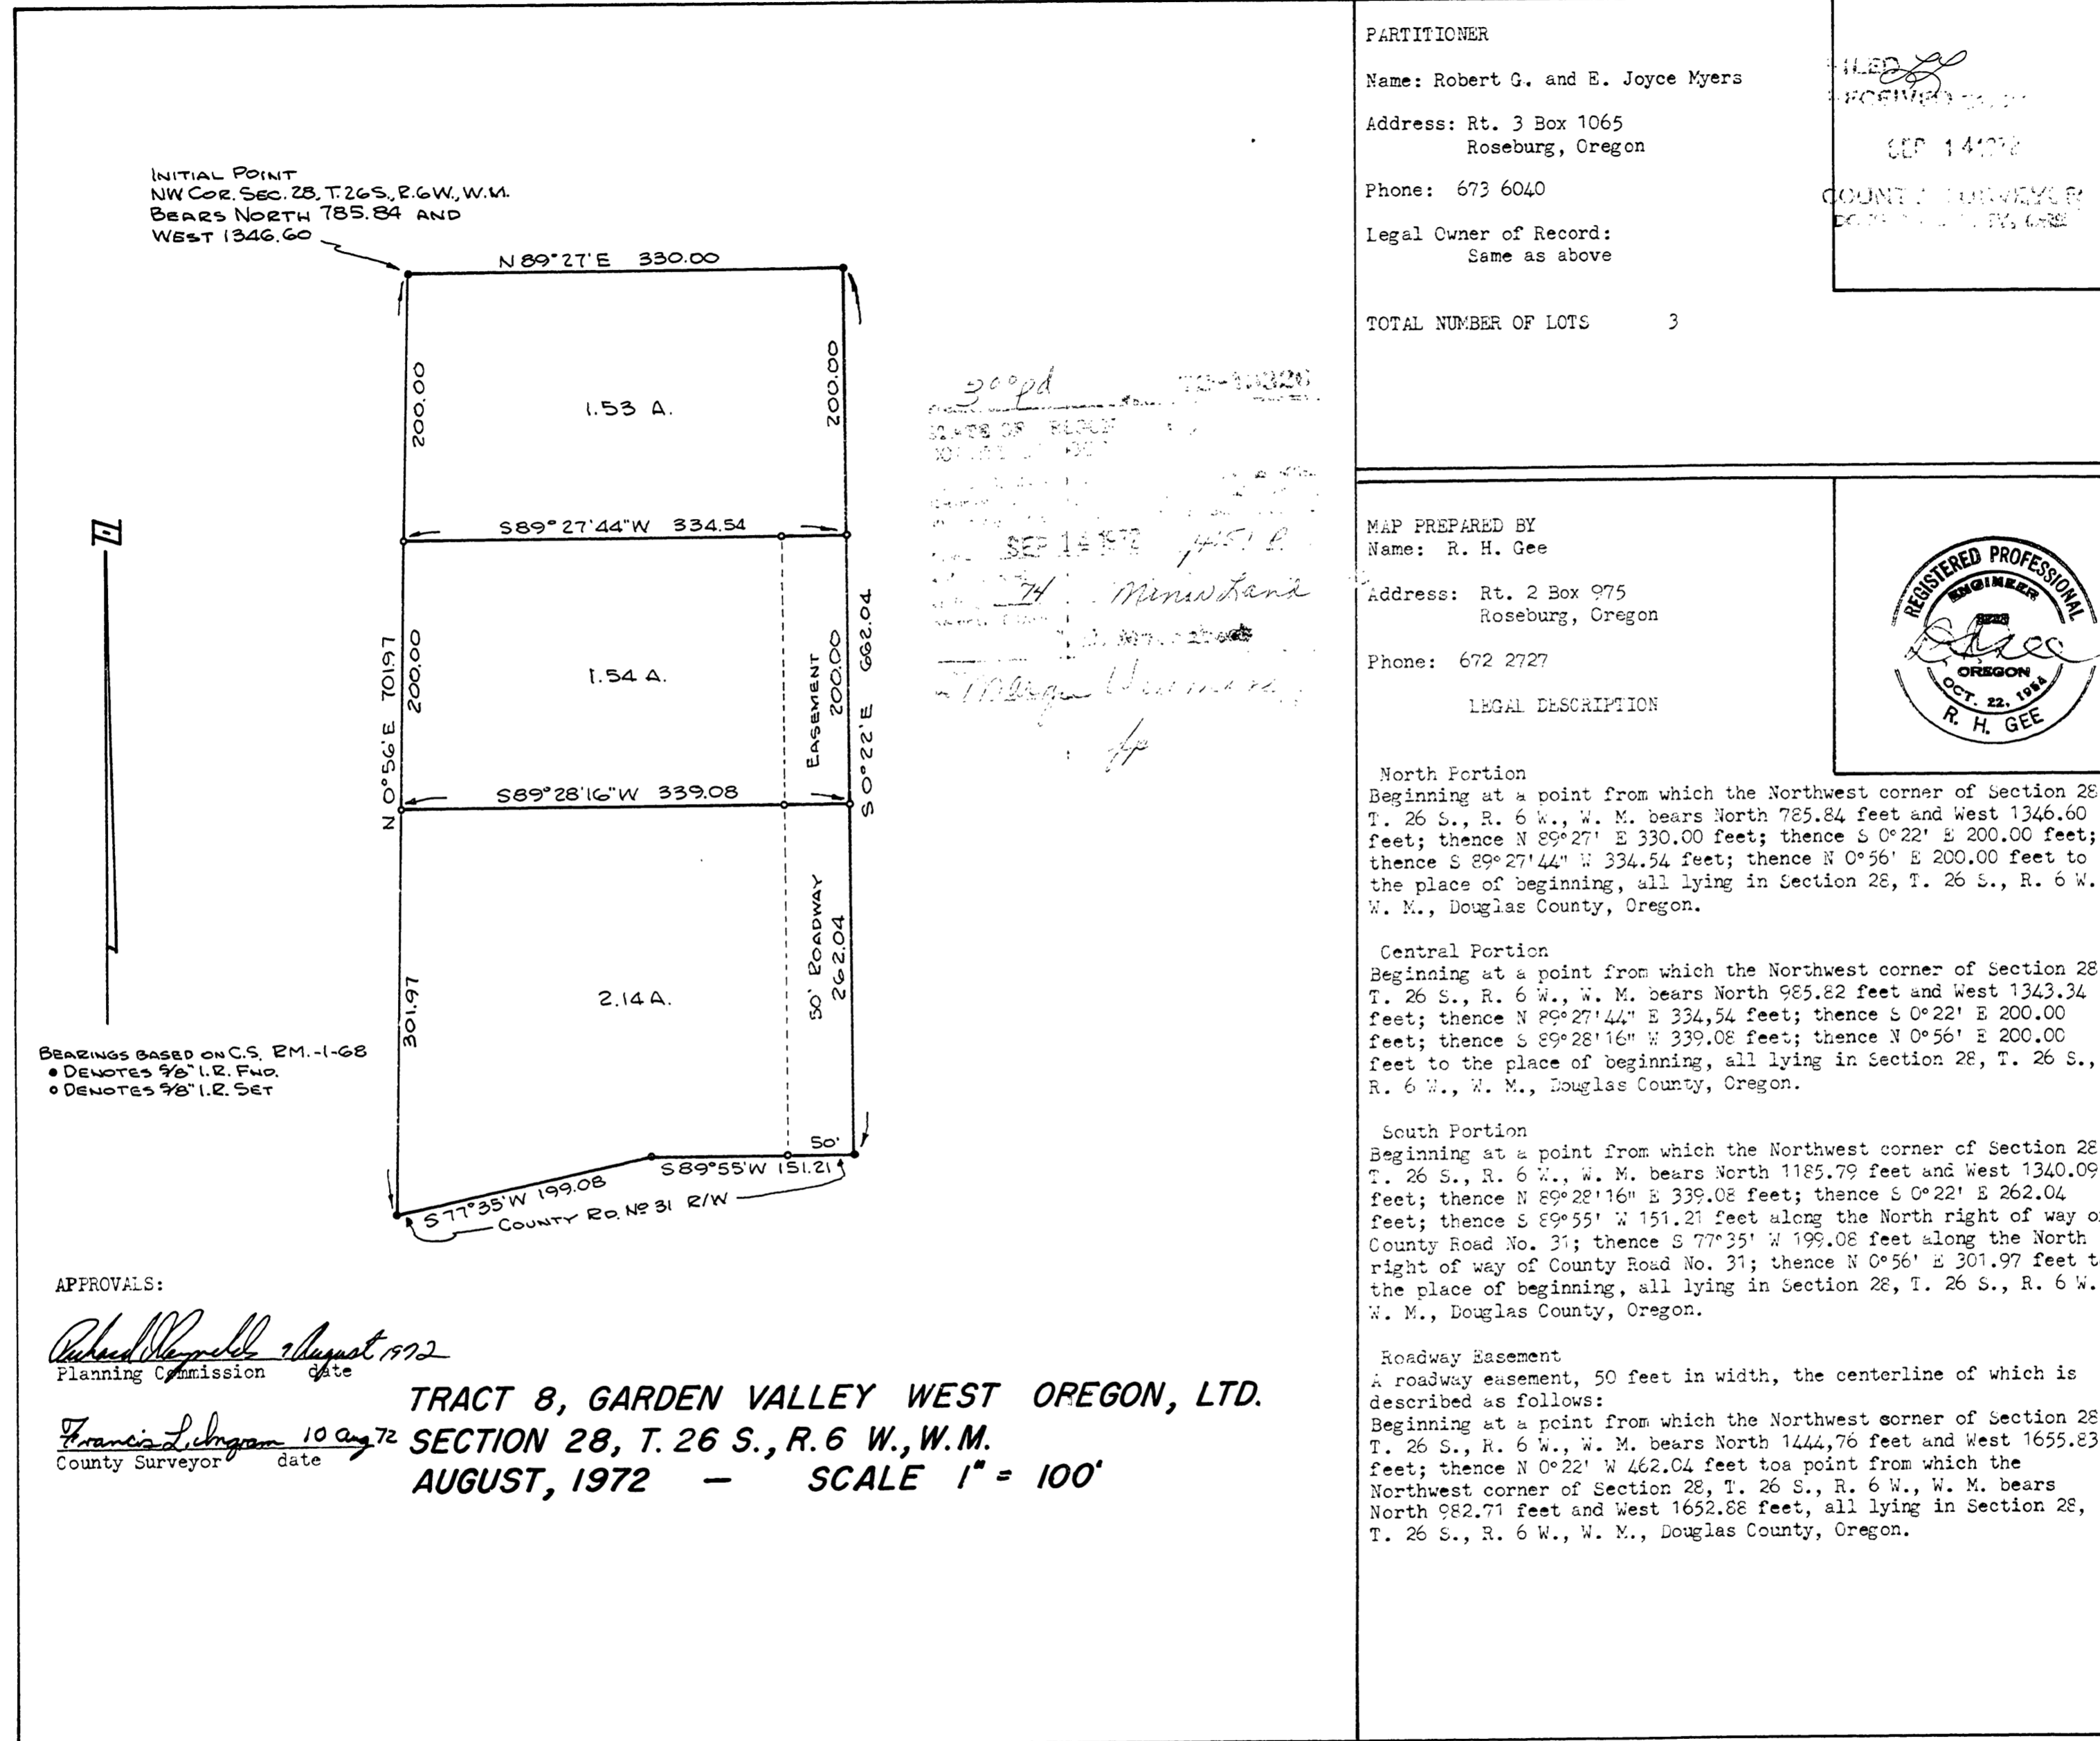 INITIAL POINT
NW COR. SEC. 28, T.26S., R.6W., W.M.
BEARS NORTH 785.84 AND
WEST 1346.60
N 89°27'E 330.00
200.00
200.00
1.53 A.
S89°27'44"W 334.54
N 0°56'E 701.97
200.00
1.54 A.
EASEMENT
200.00
S 0°22'E 662.04
S89°28'16"W 339.08
301.97
2.14 A.
50' ROADWAY
262.04
50'
S89°55'W 151.21
S77°35'W 199.08
COUNTY RD. Nº 31 R/W
BEARINGS BASED ON C.S. RM.-1-68
• DENOTES 5/8" I.R. FND.
o DENOTES 5/8" I.R. SET
SEP 14 1972
74
APPROVALS:
August 1972
Planning Commission date
Francis L. Ingram 10 Aug 72
County Surveyor date
TRACT 8, GARDEN VALLEY WEST OREGON, LTD.
SECTION 28, T. 26 S., R. 6 W., W.M.
AUGUST, 1972 — SCALE 1" = 100'
PARTITIONER
Name: Robert G. and E. Joyce Myers
Address: Rt. 3 Box 1065
Roseburg, Oregon
Phone: 673 6040
Legal Owner of Record:
Same as above
TOTAL NUMBER OF LOTS 3
FILED
RECEIVED
SEP 14 1972
COUNTY SURVEYOR
MAP PREPARED BY
Name: R. H. Gee
Address: Rt. 2 Box 975
Roseburg, Oregon
Phone: 672 2727
REGISTERED PROFESSIONAL
ENGINEER
OREGON
OCT. 22, 1954
R. H. GEE
LEGAL DESCRIPTION
North Portion
Beginning at a point from which the Northwest corner of Section 28
T. 26 S., R. 6 W., W. M. bears North 785.84 feet and West 1346.60
feet; thence N 89°27' E 330.00 feet; thence S 0°22' E 200.00 feet;
thence S 89°27'44" W 334.54 feet; thence N 0°56' E 200.00 feet to
the place of beginning, all lying in Section 28, T. 26 S., R. 6 W.
W. M., Douglas County, Oregon.
Central Portion
Beginning at a point from which the Northwest corner of Section 28
T. 26 S., R. 6 W., W. M. bears North 985.82 feet and West 1343.34
feet; thence N 89°27'44" E 334,54 feet; thence S 0°22' E 200.00
feet; thence S 89°28'16" W 339.08 feet; thence N 0°56' E 200.00
feet to the place of beginning, all lying in Section 28, T. 26 S.,
R. 6 W., W. M., Douglas County, Oregon.
South Portion
Beginning at a point from which the Northwest corner of Section 28
T. 26 S., R. 6 W., W. M. bears North 1185.79 feet and West 1340.09
feet; thence N 89°28'16" E 339.08 feet; thence S 0°22' E 262.04
feet; thence S 89°55' W 151.21 feet along the North right of way o
County Road No. 31; thence S 77°35' W 199.08 feet along the North
right of way of County Road No. 31; thence N 0°56' E 301.97 feet t
the place of beginning, all lying in Section 28, T. 26 S., R. 6 W.
W. M., Douglas County, Oregon.
Roadway Easement
A roadway easement, 50 feet in width, the centerline of which is
described as follows:
Beginning at a point from which the Northwest corner of Section 28
T. 26 S., R. 6 W., W. M. bears North 1444,76 feet and West 1655.83
feet; thence N 0°22' W 462.04 feet toa point from which the
Northwest corner of Section 28, T. 26 S., R. 6 W., W. M. bears
North 982.71 feet and West 1652.88 feet, all lying in Section 28,
T. 26 S., R. 6 W., W. M., Douglas County, Oregon.